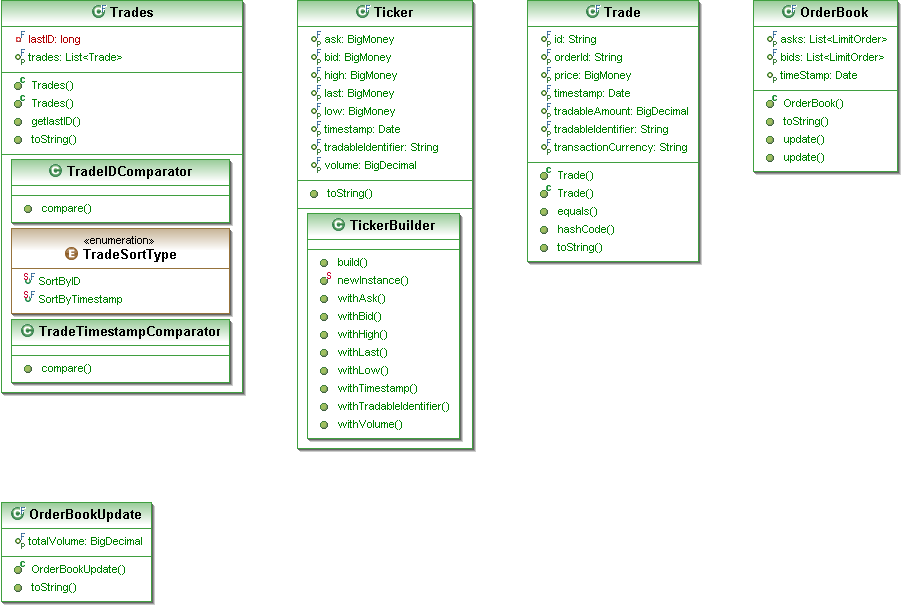 Trades
lastID: long
trades: List<Trade>
Trades()
Trades()
getlastID()
toString()
TradeIDComparator
compare()
«enumeration»
TradeSortType
SortByID
SortByTimestamp
TradeTimestampComparator
compare()
Ticker
ask: BigMoney
bid: BigMoney
high: BigMoney
last: BigMoney
low: BigMoney
timestamp: Date
tradableIdentifier: String
volume: BigDecimal
toString()
TickerBuilder
build()
newInstance()
withAsk()
withBid()
withHigh()
withLast()
withLow()
withTimestamp()
withTradableIdentifier()
withVolume()
Trade
id: String
orderId: String
price: BigMoney
timestamp: Date
tradableAmount: BigDecimal
tradableIdentifier: String
transactionCurrency: String
Trade()
Trade()
equals()
hashCode()
toString()
OrderBook
asks: List<LimitOrder>
bids: List<LimitOrder>
timeStamp: Date
OrderBook()
toString()
update()
update()
OrderBookUpdate
totalVolume: BigDecimal
OrderBookUpdate()
toString()